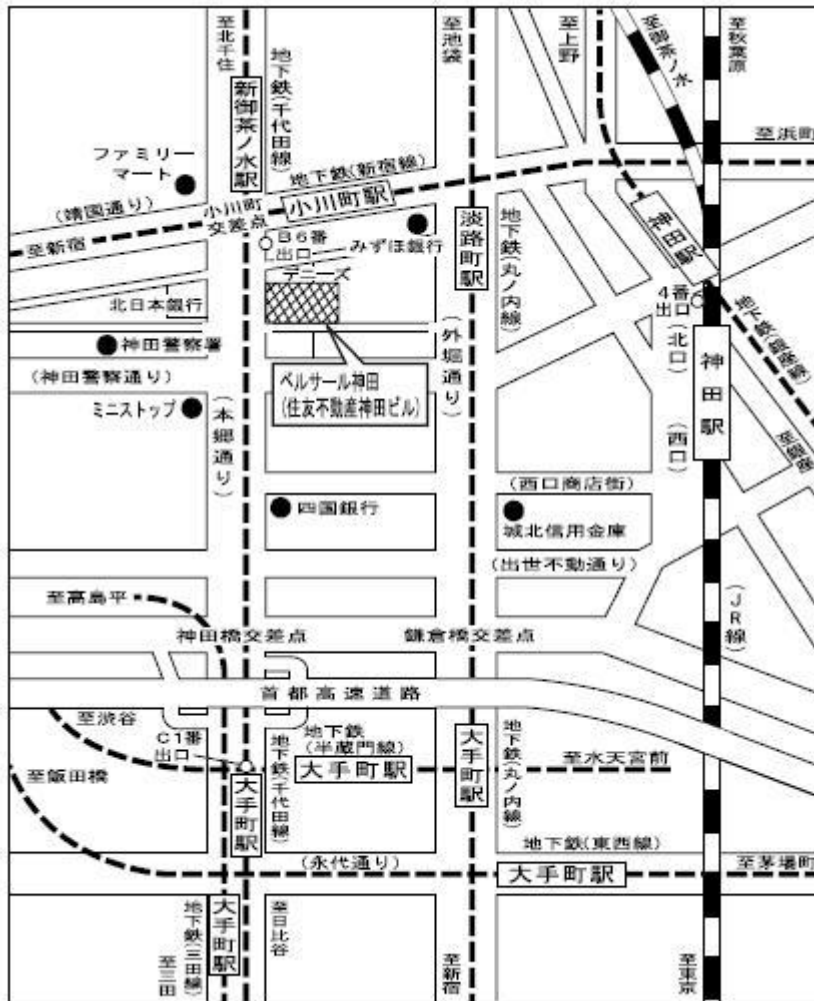 至北千住
地下鉄(千代田線)
至池袋
至上野
至御茶ノ水
至秋葉原
新御茶ノ水駅
至浜町
ファミリー
マート
地下鉄(新宿線)
(靖国通り)
小川町
交差点
小川町駅
至新宿
B6番
出口
みずほ銀行
デニーズ
淡路町駅
地下鉄(丸ノ内線)
神田駅
4番
出口
地下鉄(銀座線)
北日本銀行
神田警察署
(神田警察通り)
ベルサール神田
(住友不動産神田ビル)
(外堀通り)
(北口)
神田駅
ミニストップ
(本郷通り)
(西口)
至銀座
(西口商店街)
四国銀行
城北信用金庫
(出世不動通り)
至高島平
(JR線)
神田橋交差点
鎌倉橋交差点
首都高速道路
至渋谷
C1番
出口
地下鉄
(半蔵門線)
大手町駅
至水天宮前
至飯田橋
大手町駅
地下鉄(千代田線)
大手町駅
地下鉄(丸ノ内線)
地下鉄(東西線)
(永代通り)
大手町駅
至茅場町
至三田
地下鉄(三田線)
大手町駅
至日比谷
至新宿
至東京